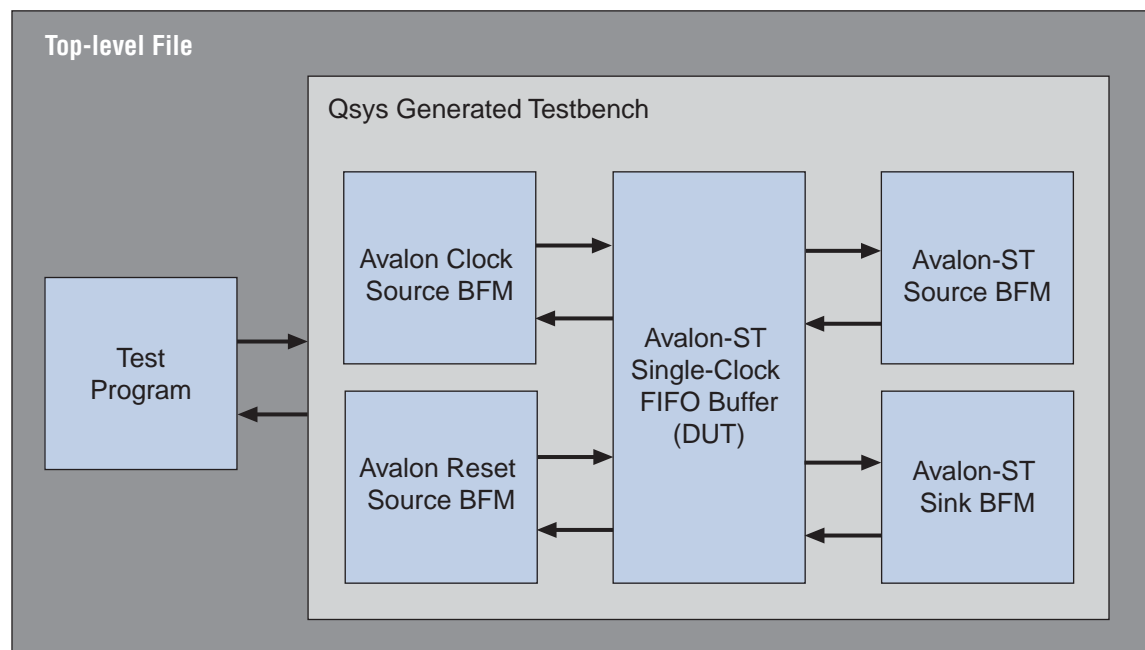 Top-level File
Qsys Generated Testbench
Test
Program
Avalon Clock
Source BFM
Avalon Reset
Source BFM
Avalon-ST
Single-Clock
FIFO Buffer
(DUT)
Avalon-ST
Source BFM
Avalon-ST
Sink BFM